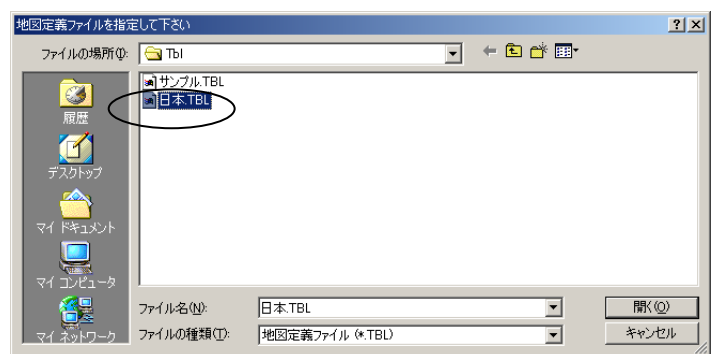 地図定義ファイルを指定して下さい
ファイルの場所(I):
Tbl
サンプル.TBL
日本.TBL
履歴
デスクトップ
マイ ドキュメント
マイ コンピュータ
マイ ネットワーク
ファイル名(N):
日本.TBL
開く(O)
ファイルの種類(T):
地図定義ファイル (*.TBL)
キャンセル